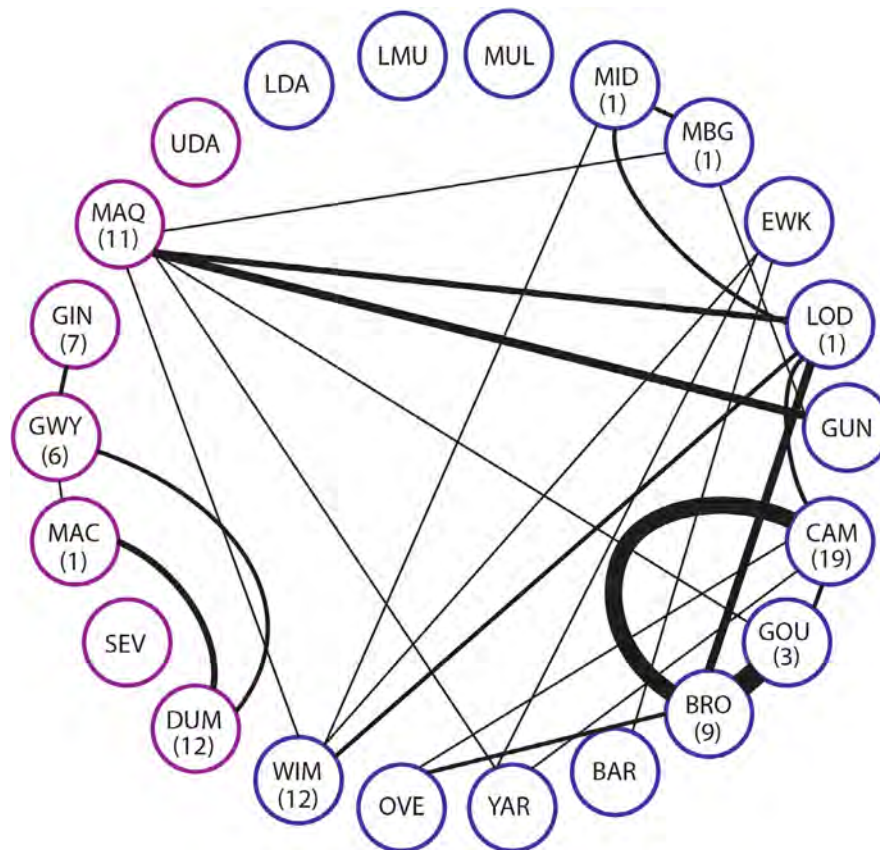 LMU
MUL
LDA
MID
(1)
UDA
MBG
(1)
MAQ
(11)
EWK
GIN
(7)
LOD
(1)
GWY
(6)
GUN
MAC
(1)
CAM
(19)
SEV
GOU
(3)
DUM
(12)
BRO
(9)
WIM
(12)
BAR
OVE
YAR